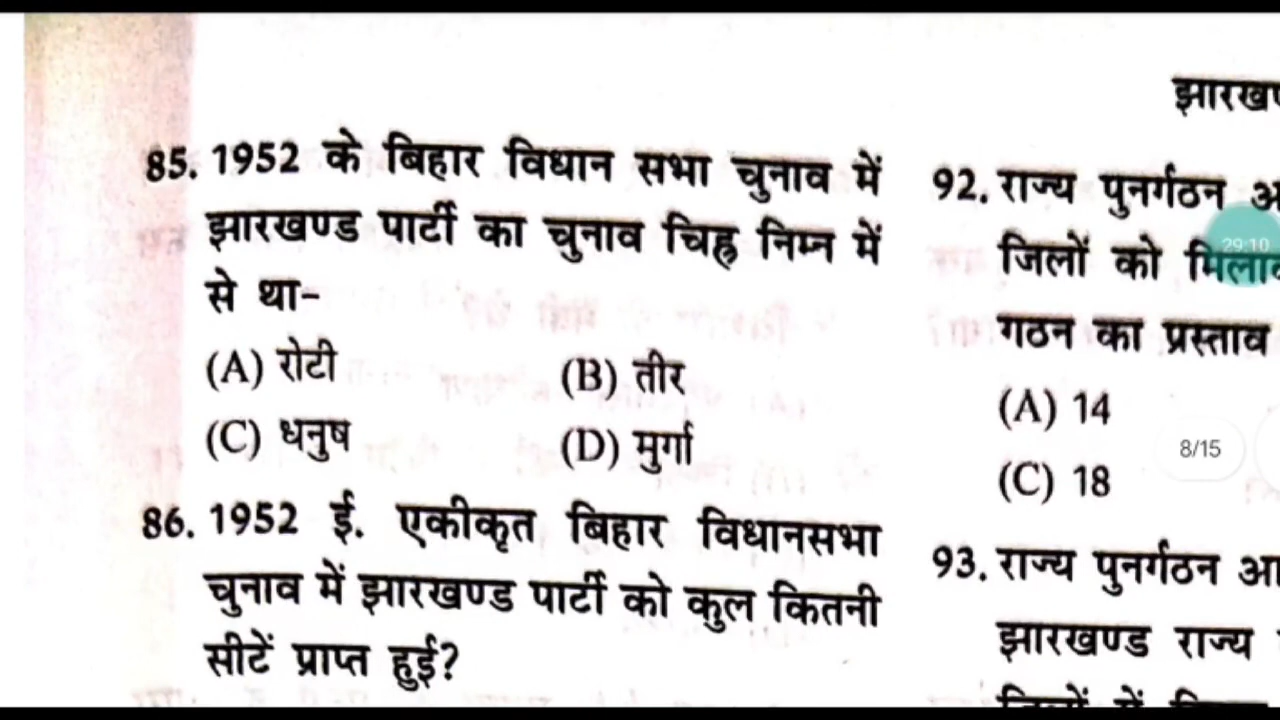 85. 1952 के बिहार विधान सभा चुनाव में
झारखण्ड पार्टी का चुनाव चिह्न निम्न में
से था-
(A) रोटी (B) तीर
(C) धनुष (D) मुर्गा
86. 1952 ई. एकीकृत बिहार विधानसभा
चुनाव में झारखण्ड पार्टी को कुल कितनी
सीटें प्राप्त हुई?
92. राज्य पुनर्गठन
जिलों को
गठन का प्रस्ताव
(A) 14
(C) 18
93. राज्य पुनर्गठन
झारखण्ड राज्य
29:10
8/15